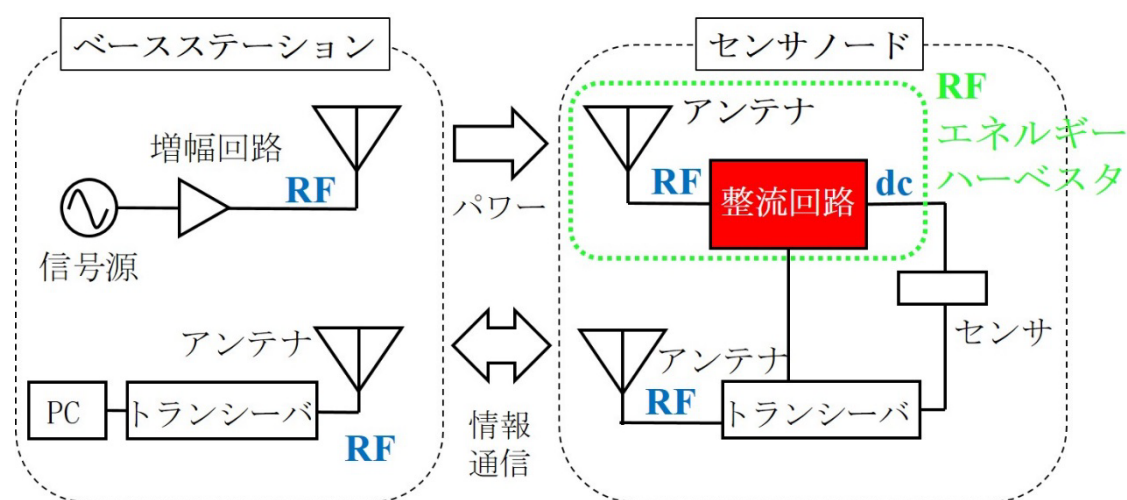 ベースステーション
増幅回路
RF
信号源
アンテナ
PC
トランシーバ
RF
パワー
情報
通信
センサノード
アンテナ
RF
エネルギー
ハーベスタ
RF
整流回路
dc
センサ
アンテナ
RF
トランシーバ